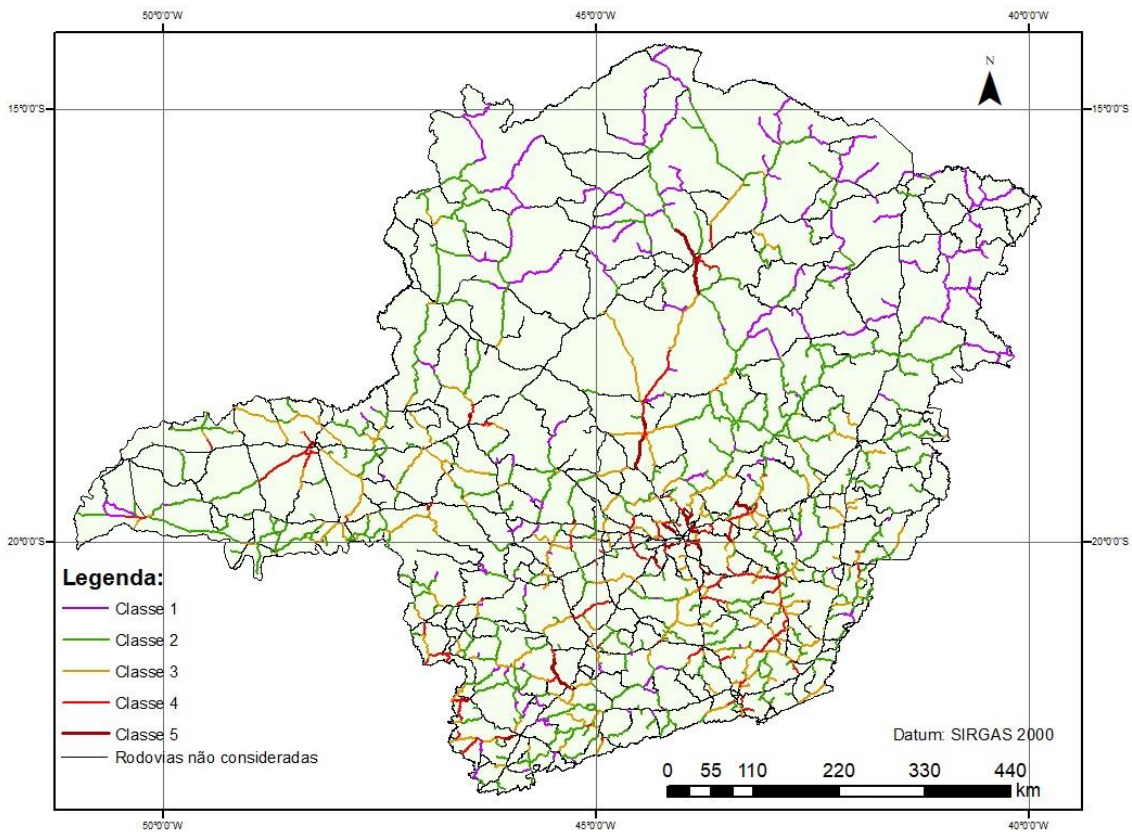 50°0'0"W 45°0'0"W 40°0'0"W
N
15°0'0"S 15°0'0"S
20°0'0"S 20°0'0"S
Legenda:
Classe 1
Classe 2
Classe 3
Classe 4
Classe 5
Rodovias não consideradas
Datum: SIRGAS 2000
0 55 110 220 330 440
km
50°0'0"W 45°0'0"W 40°0'0"W